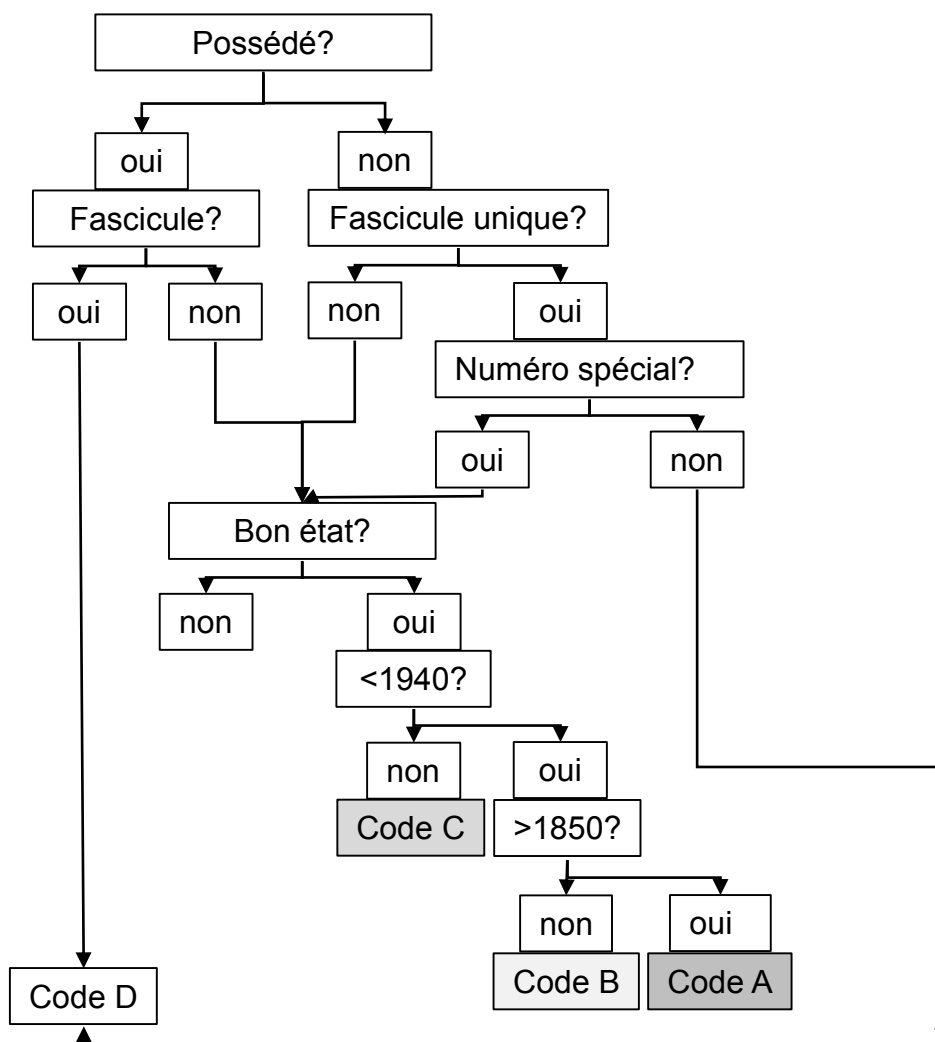 Possédé?
oui
non
Fascicule?
Fascicule unique?
oui
non
non
oui
Numéro spécial?
oui
non
Bon état?
non
oui
<1940?
non
oui
Code C
>1850?
non
oui
Code B
Code A
Code D